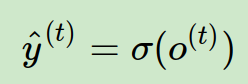 ŷ^(t) = σ(o^(t))